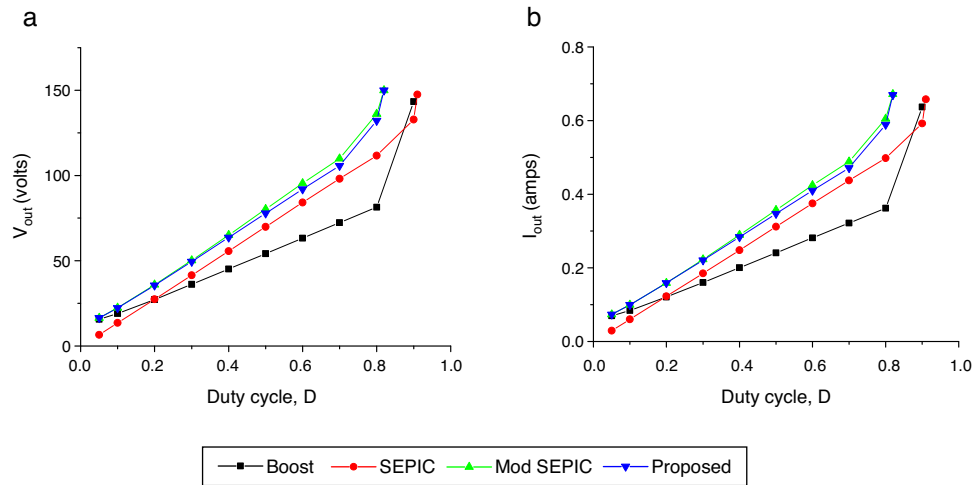 a
150
100
50
0
V_out (volts)
0.0 0.2 0.4 0.6 0.8 1.0
Duty cycle, D
b
0.8
0.6
0.4
0.2
0.0
I_out (amps)
0.0 0.2 0.4 0.6 0.8 1.0
Duty cycle, D
Boost SEPIC Mod SEPIC Proposed